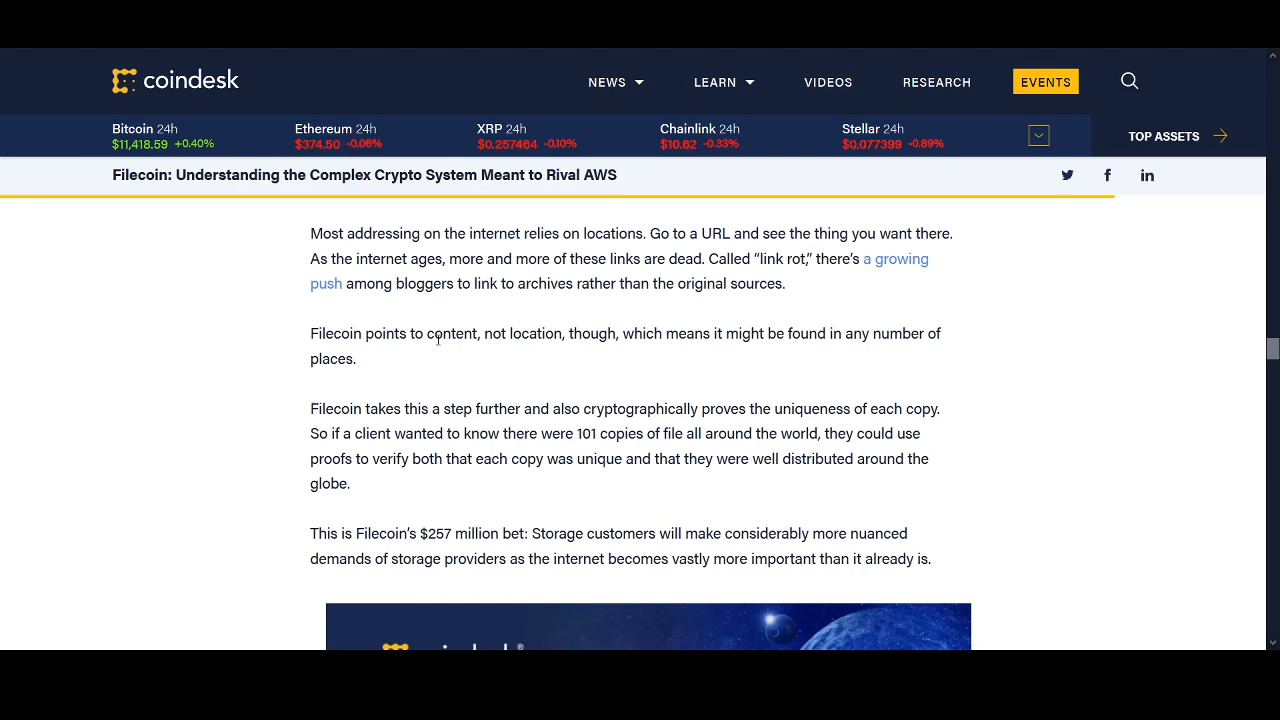 coindesk
NEWS LEARN VIDEOS RESEARCH EVENTS
Bitcoin 24h Ethereum 24h XRP 24h Chainlink 24h Stellar 24h
$11,418.59 +0.40% $374.50 -0.06% $0.257464 -0.10% $10.62 -0.33% $0.077399 -0.89%
TOP ASSETS
Filecoin: Understanding the Complex Crypto System Meant to Rival AWS
Most addressing on the internet relies on locations. Go to a URL and see the thing you want there.
As the internet ages, more and more of these links are dead. Called “link rot,” there’s a growing
push among bloggers to link to archives rather than the original sources.
Filecoin points to content, not location, though, which means it might be found in any number of
places.
Filecoin takes this a step further and also cryptographically proves the uniqueness of each copy.
So if a client wanted to know there were 101 copies of file all around the world, they could use
proofs to verify both that each copy was unique and that they were well distributed around the
globe.
This is Filecoin’s $257 million bet: Storage customers will make considerably more nuanced
demands of storage providers as the internet becomes vastly more important than it already is.